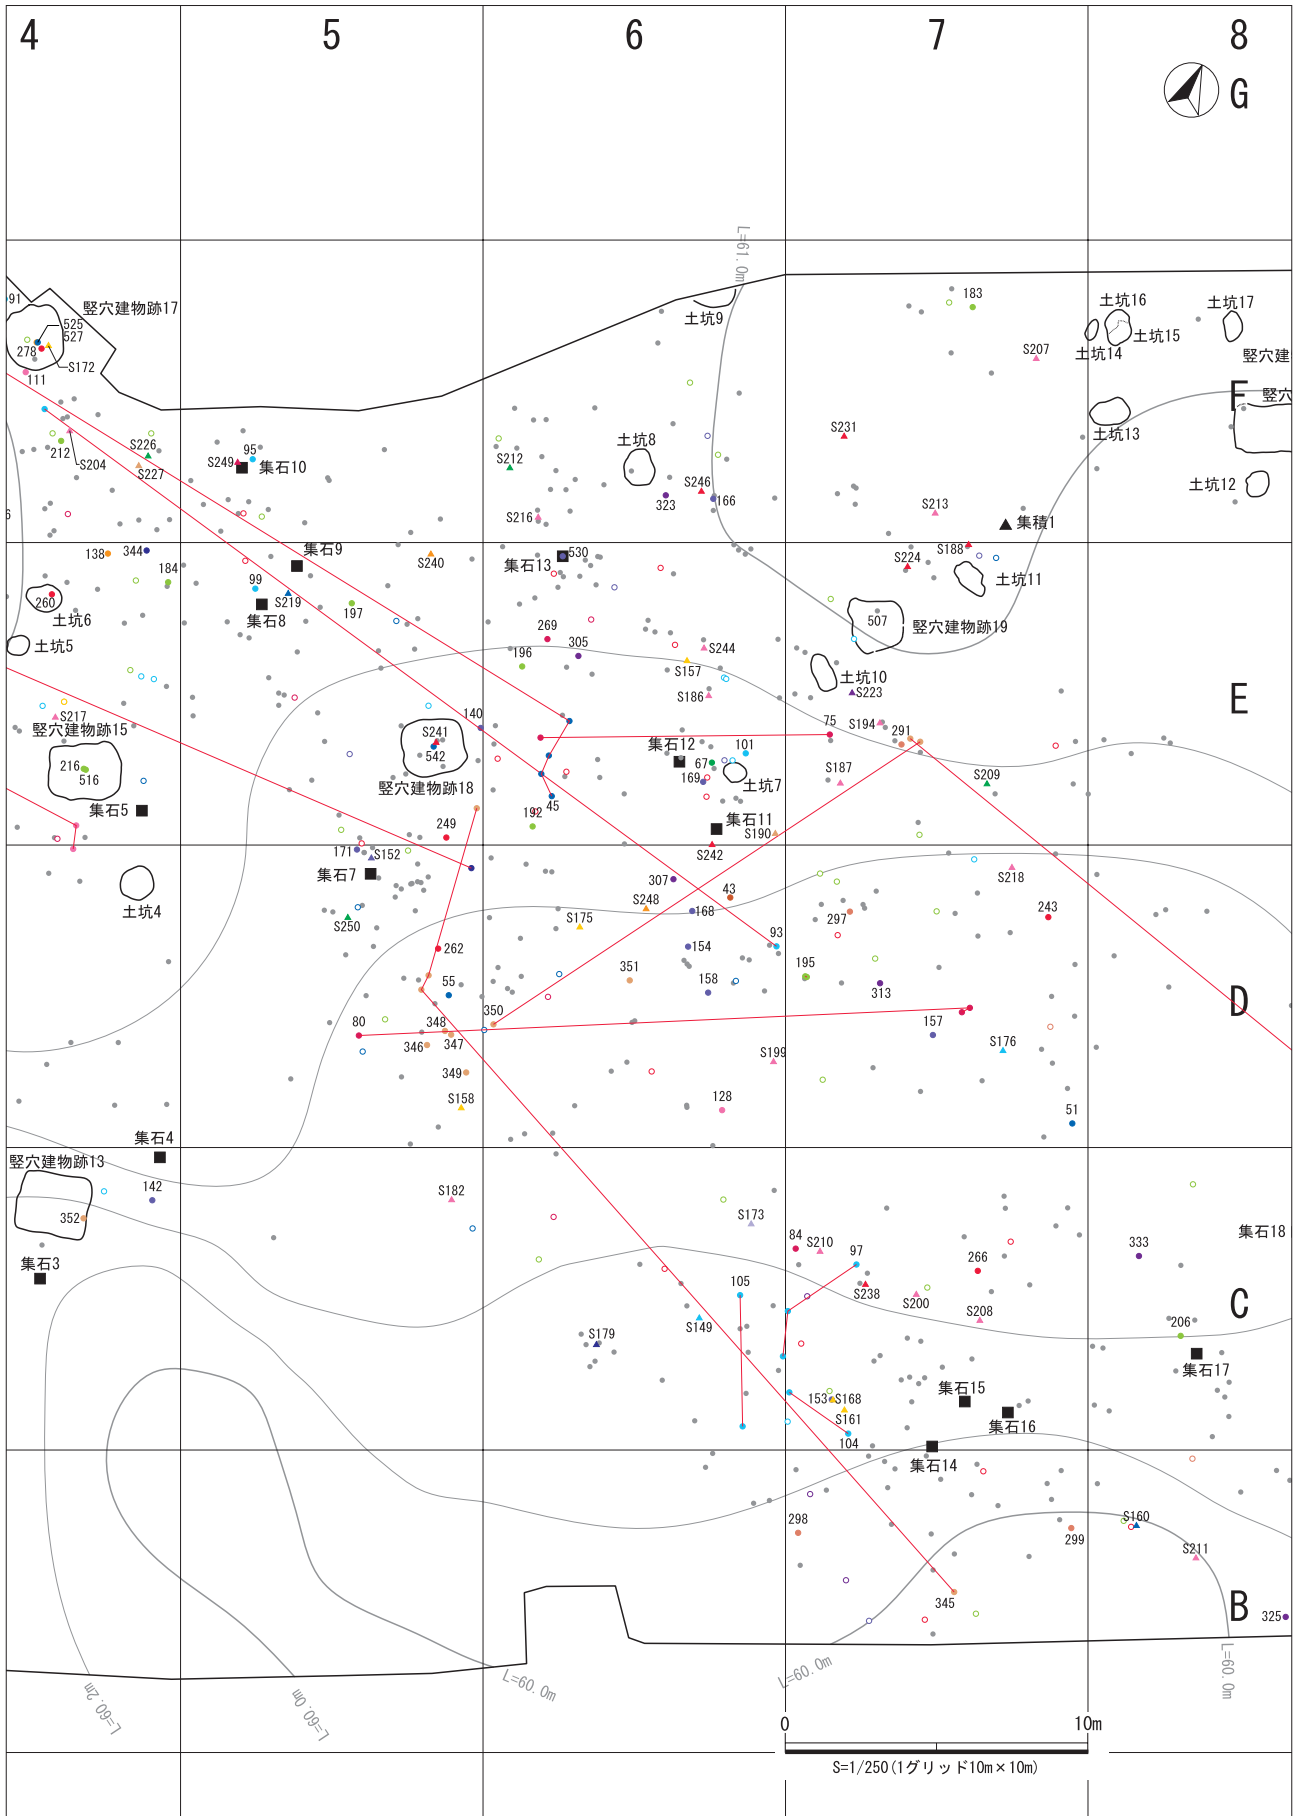 4
5
6
7
8
G
L=61.0m
91
竪穴建物跡17
525
527
278
S172
111
土坑9
183
土坑16
土坑17
土坑15
土坑14
S207
竪穴建
F
竪穴
土坑13
212
S204
S226
S227
S249
95
集石10
S212
土坑8
S231
S246
323
166
S216
S213
集積1
土坑12
6
138
344
184
集石9
S240
集石13
530
S224
S188
土坑11
99
S219
集石8
197
260
土坑6
土坑5
269
305
196
S244
S157
S186
507
竪穴建物跡19
土坑10
S223
E
S217
竪穴建物跡15
216
516
集石5
140
S241
542
竪穴建物跡18
75
S194
291
集石12
101
67
169
土坑7
S187
S209
45
192
集石11
S190
S242
249
171
S152
集石7
土坑4
S250
307
43
S248
168
S175
S218
297
243
93
262
154
351
158
195
313
55
350
D
80
348
346
347
157
S176
349
S199
S158
128
51
集石4
竪穴建物跡13
142
352
集石3
S182
S173
84
S210
97
266
333
集石18
105
S238
S200
S208
C
S149
S179
206
集石17
153
S168
S161
104
集石15
集石16
集石14
298
299
S160
S211
345
B
325
L=60.2m
L=60.0m
L=60.0m
L=60.0m
L=60.0m
0
10m
S=1/250(1グリッド10m×10m)